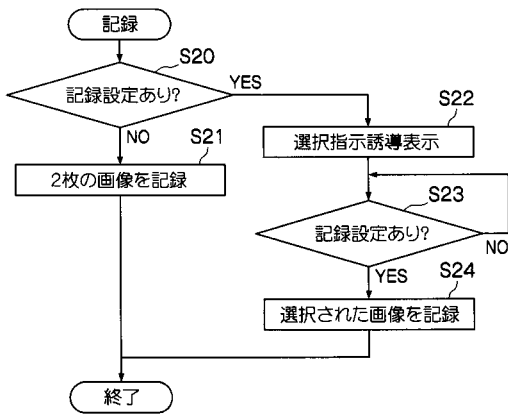 記録
S20
記録設定あり?
YES
NO
S21
2枚の画像を記録
S22
選択指示誘導表示
S23
記録設定あり?
NO
YES
S24
選択された画像を記録
終了